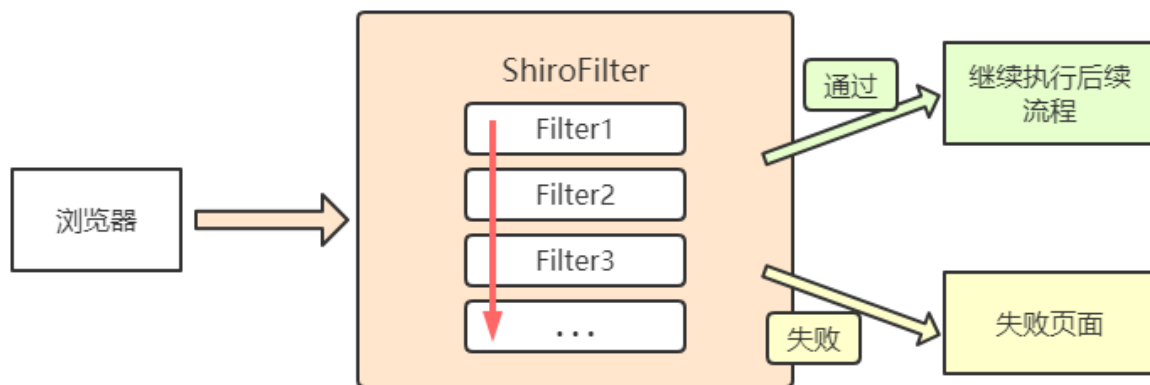 浏览器
ShiroFilter
Filter1
Filter2
Filter3
...
通过
继续执行后续
流程
失败
失败页面